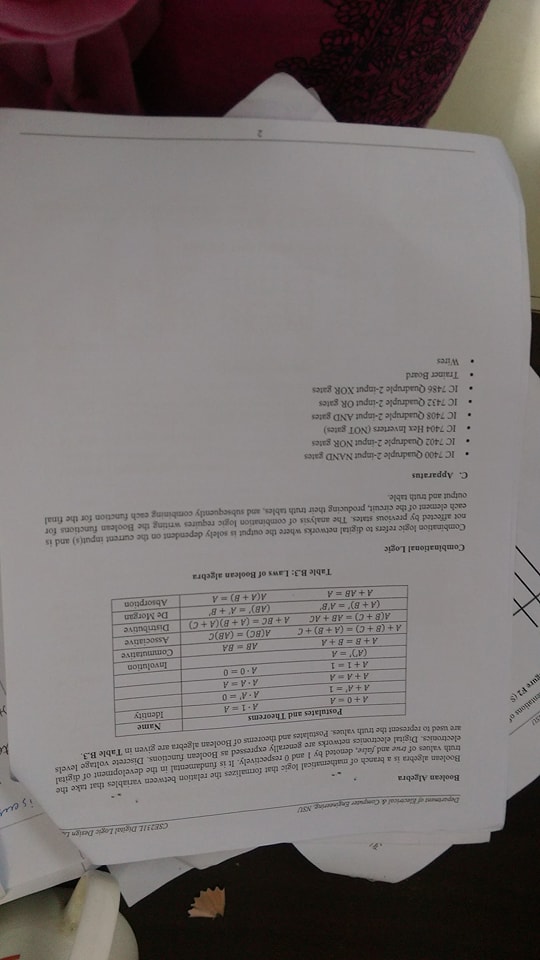 Department of Electrical & Computer Engineering, NSU
CSE231L Digital Logic Design
Boolean Algebra
Boolean algebra is a branch of mathematical logic that formalizes the relation between variables that take the
truth values of true and false, denoted by 1 and 0 respectively. It is fundamental in the development of digital
electronics. Digital electronics networks are generally expressed as Boolean functions. Discrete voltage levels
are used to represent the truth values. Postulates and theorems of Boolean algebra are given in Table B.3.
Postulates and Theorems Name
A + 0 = A A · 1 = A Identity
A + A' = 1 A · A' = 0
A + A = A A · A = A
A + 1 = 1 A · 0 = 0
(A')' = A Involution
A + B = B + A AB = BA Commutative
A + (B + C) = (A + B) + C A(BC) = (AB)C Associative
A(B + C) = AB + AC A + BC = (A + B)(A + C) Distributive
(A + B)' = A'B' (AB)' = A' + B' De Morgan
A + AB = A A(A + B) = A Absorption
Table B.3: Laws of Boolean algebra
Combinational Logic
Combination logic refers to digital networks where the output is solely dependent on the current input(s) and is
not affected by previous states. The analysis of combination logic requires writing the Boolean functions for
each element of the circuit, producing their truth tables, and subsequently combining each function for the final
output and truth table.
C. Apparatus
• IC 7400 Quadruple 2-input NAND gates
• IC 7402 Quadruple 2-input NOR gates
• IC 7404 Hex Inverters (NOT gates)
• IC 7408 Quadruple 2-input AND gates
• IC 7432 Quadruple 2-input OR gates
• IC 7486 Quadruple 2-input XOR gates
• Trainer Board
• Wires
2